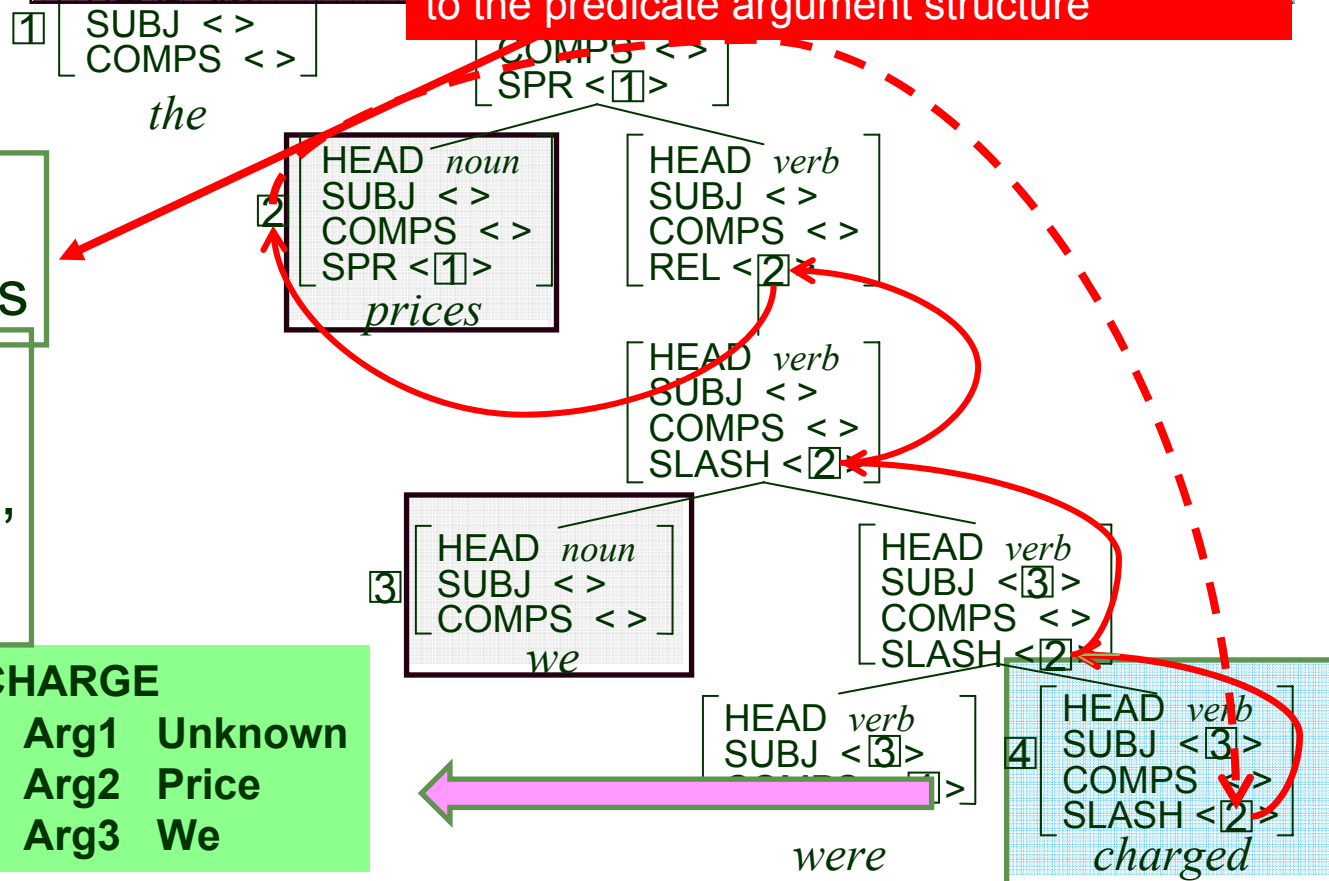 to the predicate argument structure
1
SUBJ < >
COMPS < >
the
COMPS < >
SPR <1>
2
HEAD noun
SUBJ < >
COMPS < >
SPR <1>
prices
HEAD verb
SUBJ < >
COMPS < >
REL <2>
s
HEAD verb
SUBJ < >
COMPS < >
SLASH <2>
,
3
HEAD noun
SUBJ < >
COMPS < >
we
HEAD verb
SUBJ <3>
COMPS < >
SLASH <2>
CHARGE
Arg1 Unknown
Arg2 Price
Arg3 We
HEAD verb
SUBJ <3>
>
were
4
HEAD verb
SUBJ <3>
COMPS < >
SLASH <2>
charged